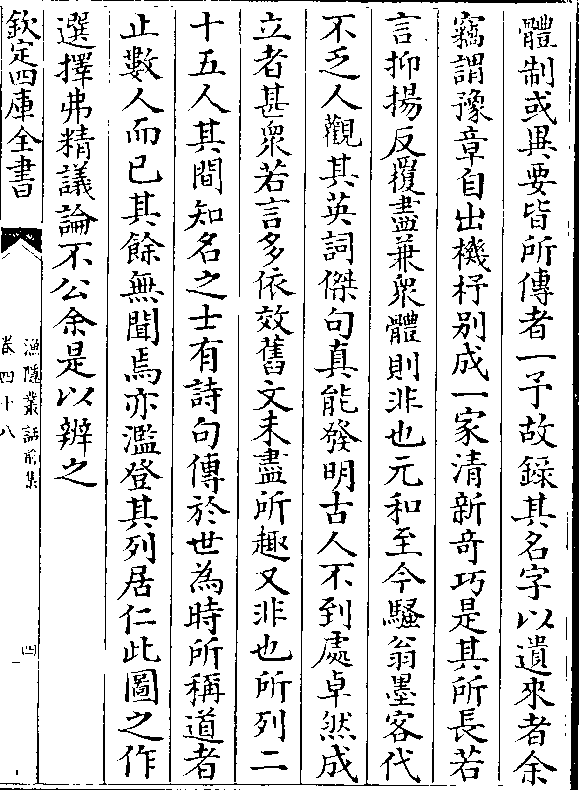 體制或異要皆所傳者一予故錄其名字以遺來者余
竊謂豫章自出機杼別成一家清新奇巧是其所長若
言抑揚反覆盡兼衆體則非也元和至今騷翁墨客代
不乏人觀其英詞傑句真能發明古人不到處卓然成
立者甚衆若言多依效舊文未盡所趣又非也所列二
十五人其間知名之士有詩句傳於世為時所稱道者
止數人而已其餘無聞焉亦濫登其列居仁此圖之作
選擇弗精議論不公余是以辨之
欽定四庫全書
漁隱叢話前集
卷四十八
四